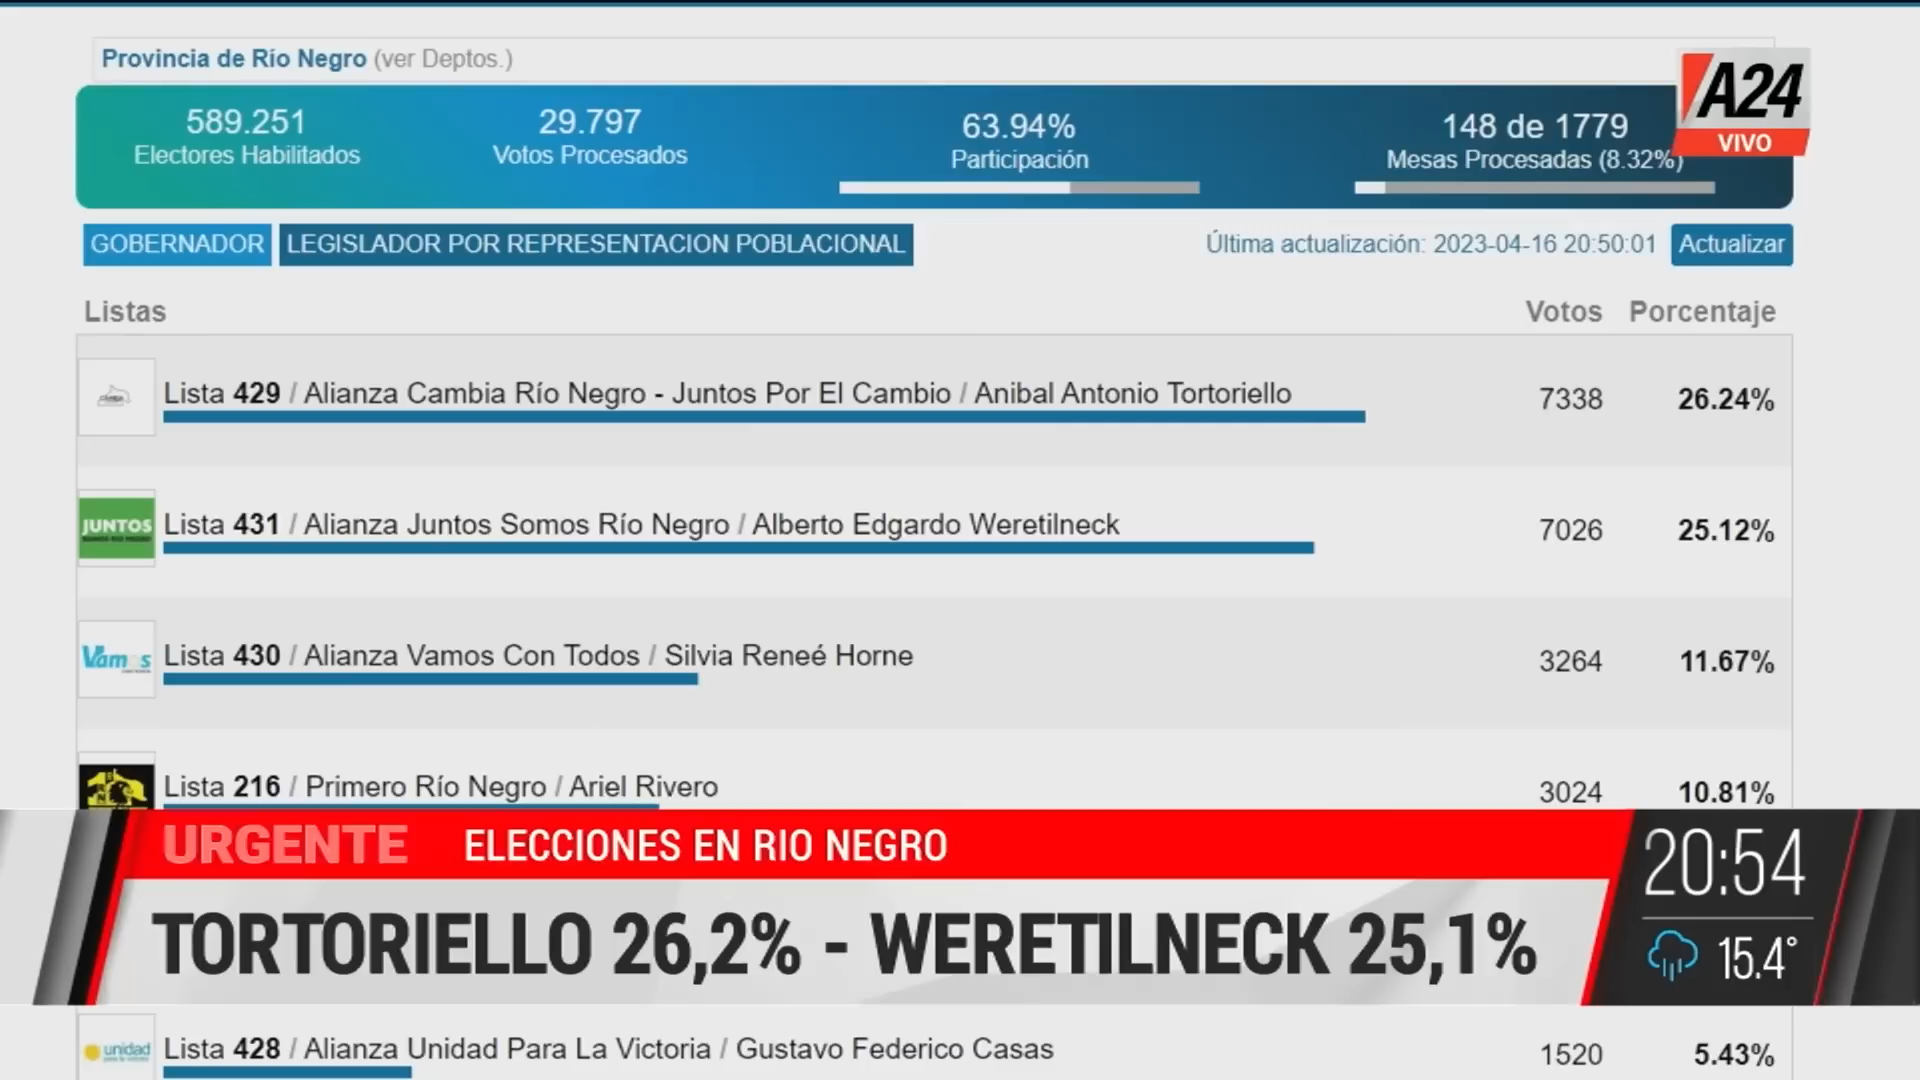 Provincia de Río Negro (ver Deptos.)
589.251
Electores Habilitados
29.797
Votos Procesados
63.94%
Participación
148 de 1779
Mesas Procesadas (8.32%)
A24
VIVO
GOBERNADOR
LEGISLADOR POR REPRESENTACION POBLACIONAL
Última actualización: 2023-04-16 20:50:01
Actualizar
Listas Votos Porcentaje
Lista 429 / Alianza Cambia Río Negro - Juntos Por El Cambio / Anibal Antonio Tortoriello 7338 26.24%
JUNTOS
Lista 431 / Alianza Juntos Somos Río Negro / Alberto Edgardo Weretilneck 7026 25.12%
Vamos
Lista 430 / Alianza Vamos Con Todos / Silvia Reneé Horne 3264 11.67%
Lista 216 / Primero Río Negro / Ariel Rivero 3024 10.81%
URGENTE ELECCIONES EN RIO NEGRO
TORTORIELLO 26,2% - WERETILNECK 25,1%
20:54
15.4°
unidad
Lista 428 / Alianza Unidad Para La Victoria / Gustavo Federico Casas 1520 5.43%